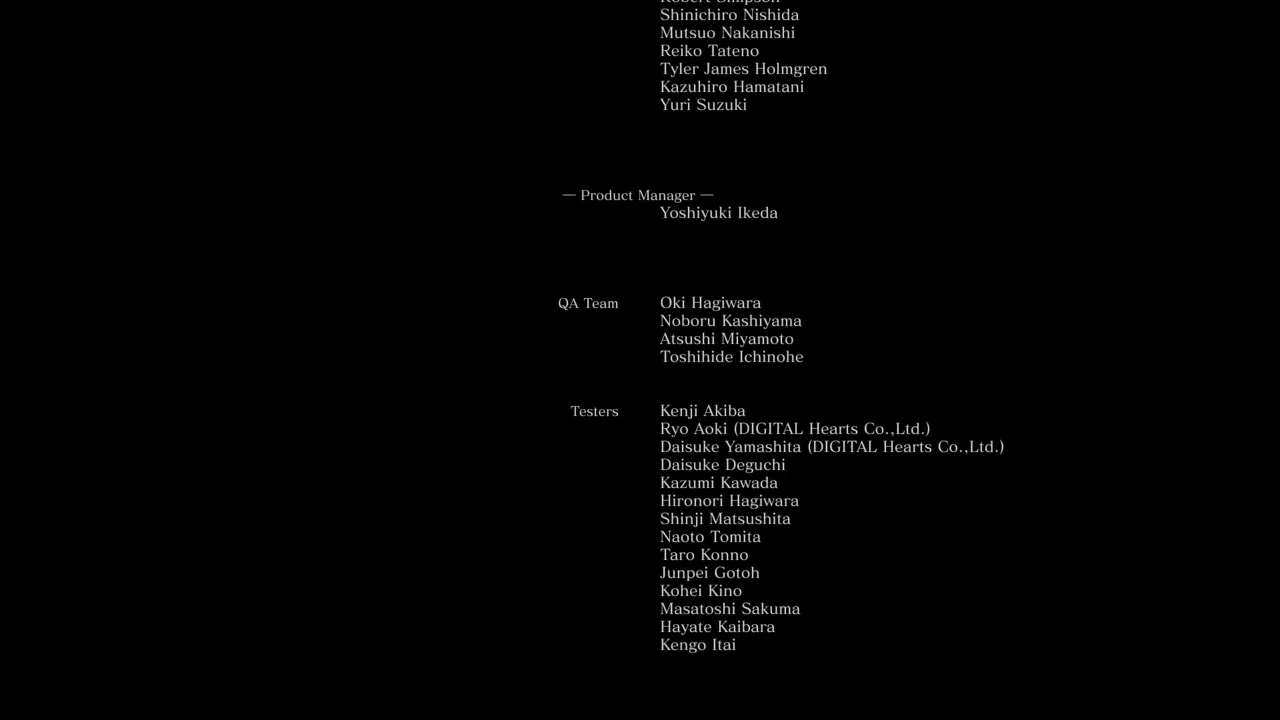 Robert Simpson
Shinichiro Nishida
Mutsuo Nakanishi
Reiko Tateno
Tyler James Holmgren
Kazuhiro Hamatani
Yuri Suzuki
— Product Manager —
Yoshiyuki Ikeda
QA Team Oki Hagiwara
Noboru Kashiyama
Atsushi Miyamoto
Toshihide Ichinohe
Testers Kenji Akiba
Ryo Aoki (DIGITAL Hearts Co.,Ltd.)
Daisuke Yamashita (DIGITAL Hearts Co.,Ltd.)
Daisuke Deguchi
Kazumi Kawada
Hironori Hagiwara
Shinji Matsushita
Naoto Tomita
Taro Konno
Junpei Gotoh
Kohei Kino
Masatoshi Sakuma
Hayate Kaibara
Kengo Itai